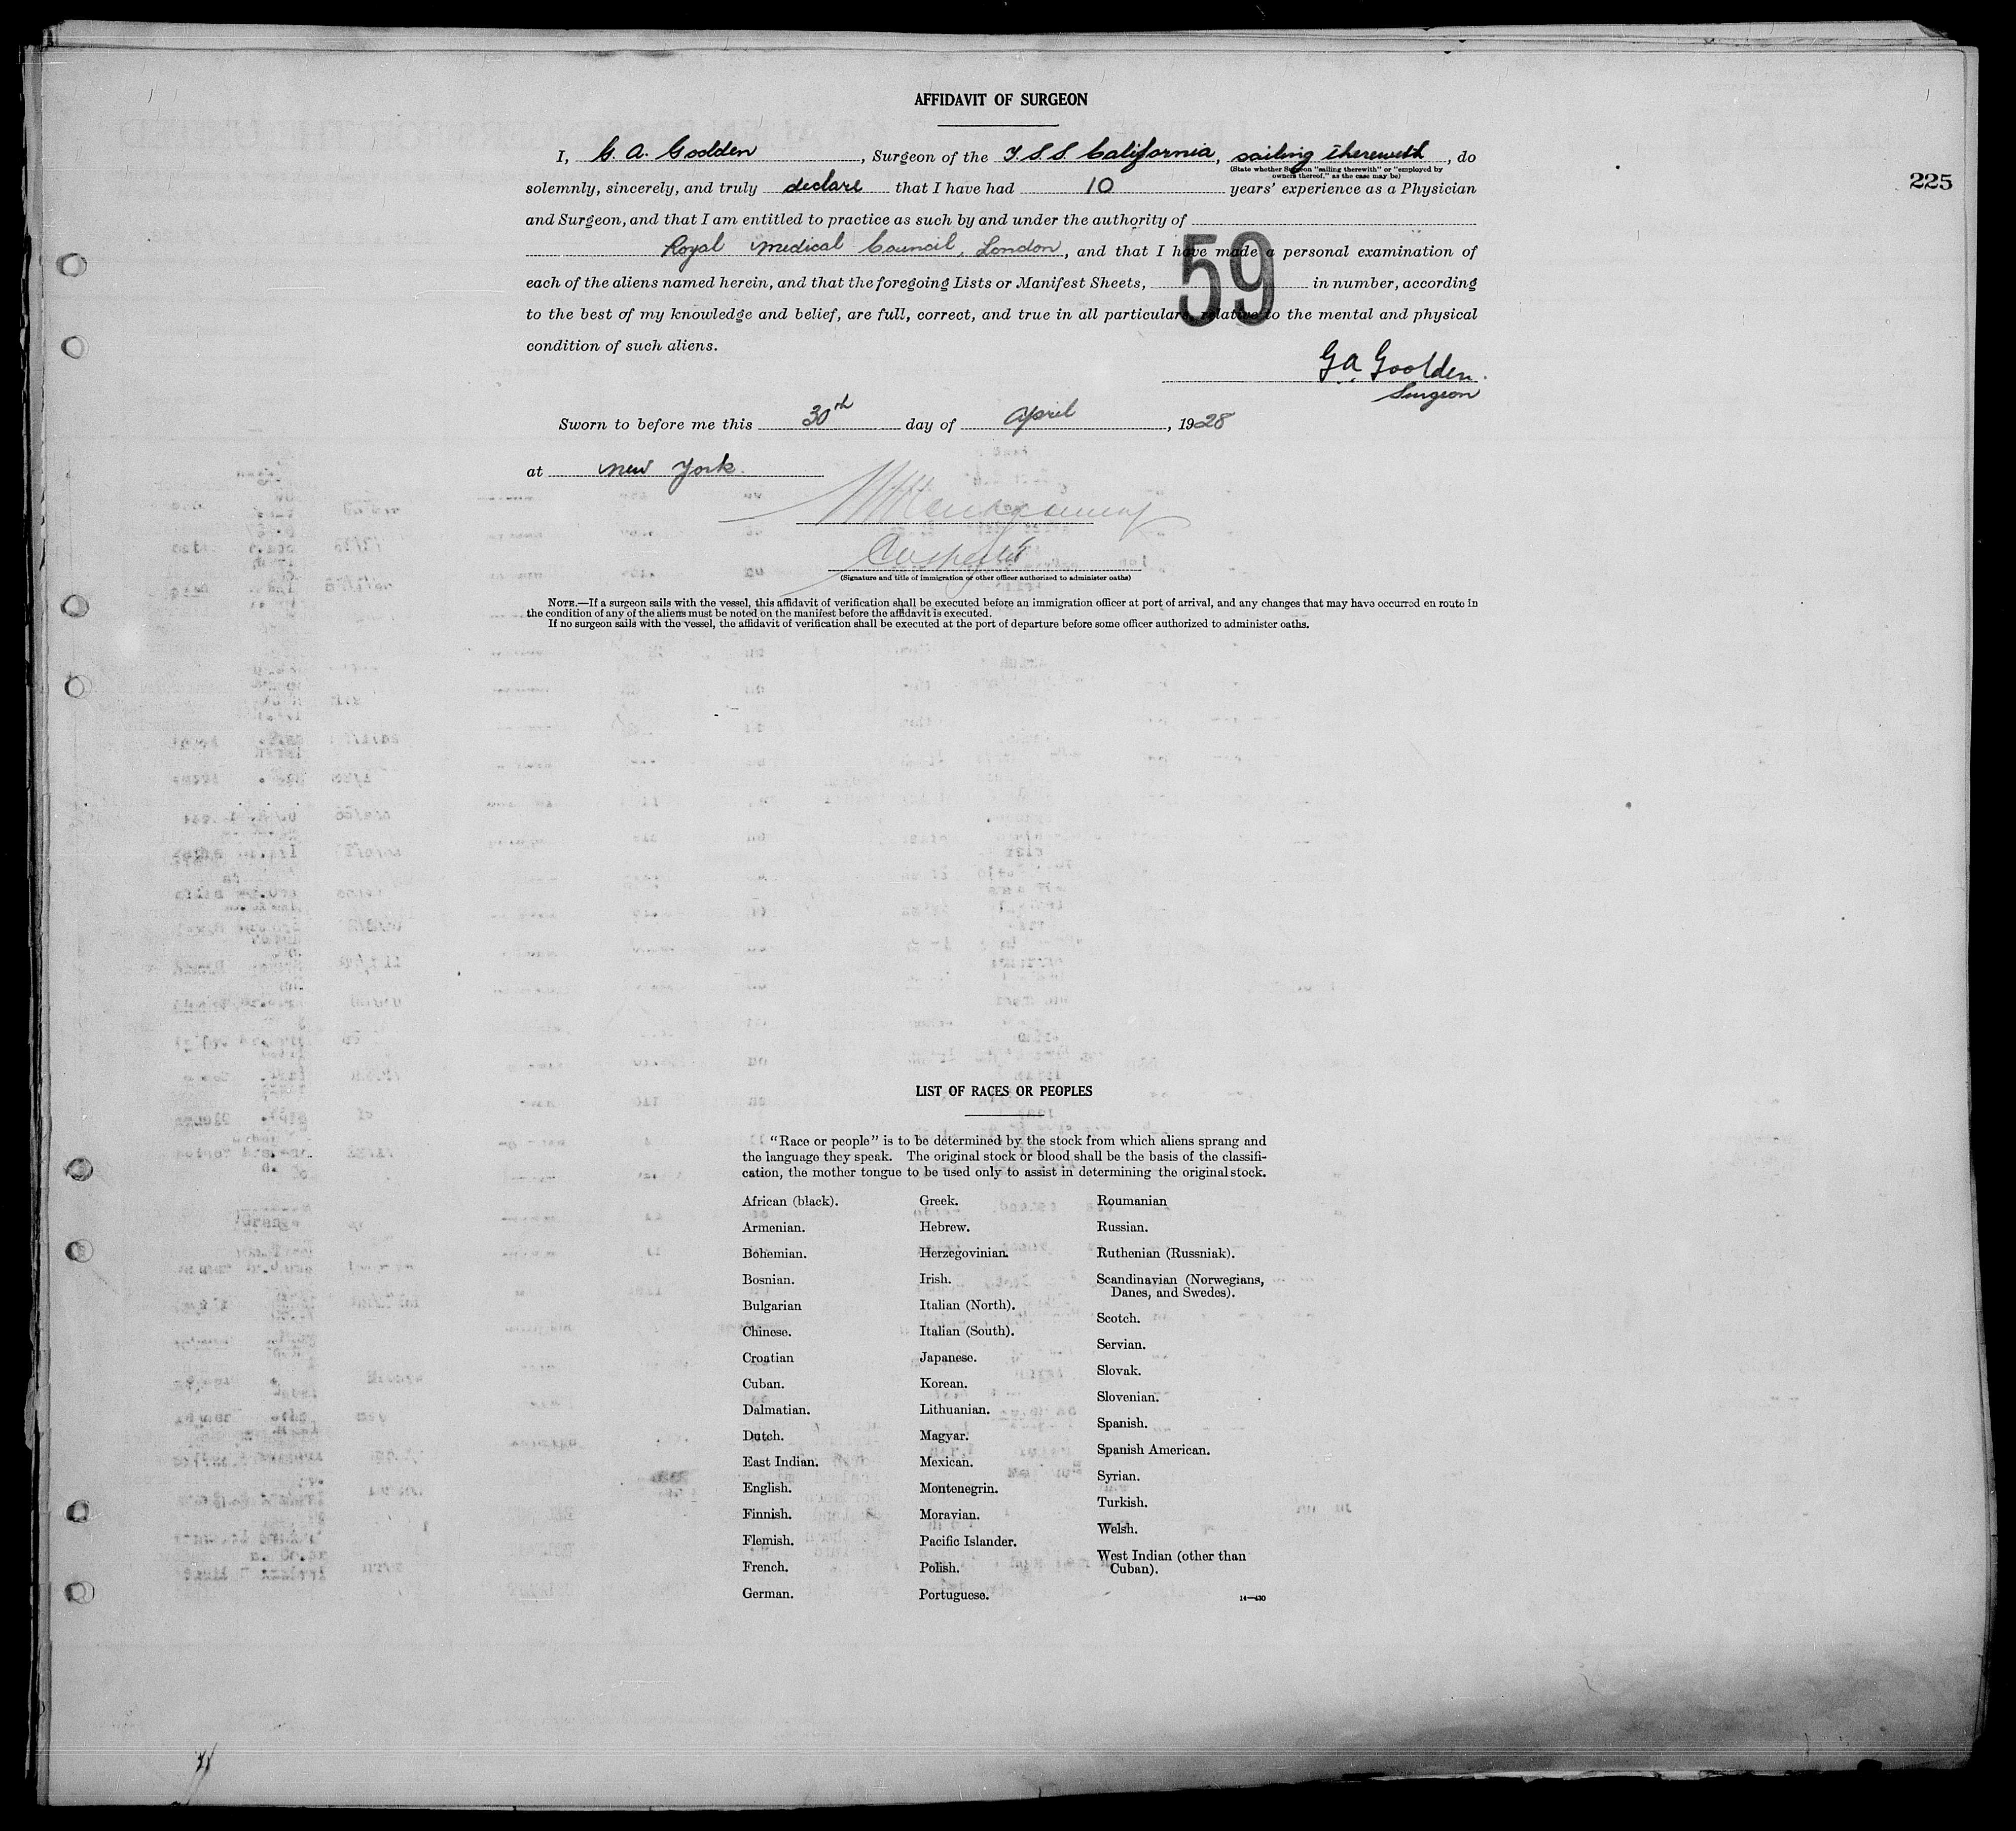 AFFIDAVIT OF SURGEON
I, G. A. Godden, Surgeon of the T.S.S. California, sailing therewith, do
(State whether Surgeon "sailing therewith" or "employed by
owners thereof," as the case may be)
225
solemnly, sincerely, and truly declare that I have had 10 years' experience as a Physician
and Surgeon, and that I am entitled to practice as such by and under the authority of
Royal Medical Council, London, and that I have made a personal examination of
each of the aliens named herein, and that the foregoing Lists or Manifest Sheets, 59 in number, according
to the best of my knowledge and belief, are full, correct, and true in all particulars relative to the mental and physical
condition of such aliens.
G A Goolden.
Surgeon
Sworn to before me this 30th day of April, 1928
at New York.
(Signature and title of immigration or other officer authorized to administer oaths)
NOTE.—If a surgeon sails with the vessel, this affidavit of verification shall be executed before an immigration officer at port of arrival, and any changes that may have occurred en route in
the condition of any of the aliens must be noted on the manifest before the affidavit is executed.
If no surgeon sails with the vessel, the affidavit of verification shall be executed at the port of departure before some officer authorized to administer oaths.
LIST OF RACES OR PEOPLES
"Race or people" is to be determined by the stock from which aliens sprang and
the language they speak. The original stock or blood shall be the basis of the classifi-
cation, the mother tongue to be used only to assist in determining the original stock.
African (black).
Armenian.
Bohemian.
Bosnian.
Bulgarian
Chinese.
Croatian
Cuban.
Dalmatian.
Dutch.
East Indian.
English.
Finnish.
Flemish.
French.
German.
Greek.
Hebrew.
Herzegovinian.
Irish.
Italian (North).
Italian (South).
Japanese.
Korean.
Lithuanian.
Magyar.
Mexican.
Montenegrin.
Moravian.
Pacific Islander.
Polish.
Portuguese.
Roumanian
Russian.
Ruthenian (Russniak).
Scandinavian (Norwegians,
Danes, and Swedes).
Scotch.
Servian.
Slovak.
Slovenian.
Spanish.
Spanish American.
Syrian.
Turkish.
Welsh.
West Indian (other than
Cuban).
14—430